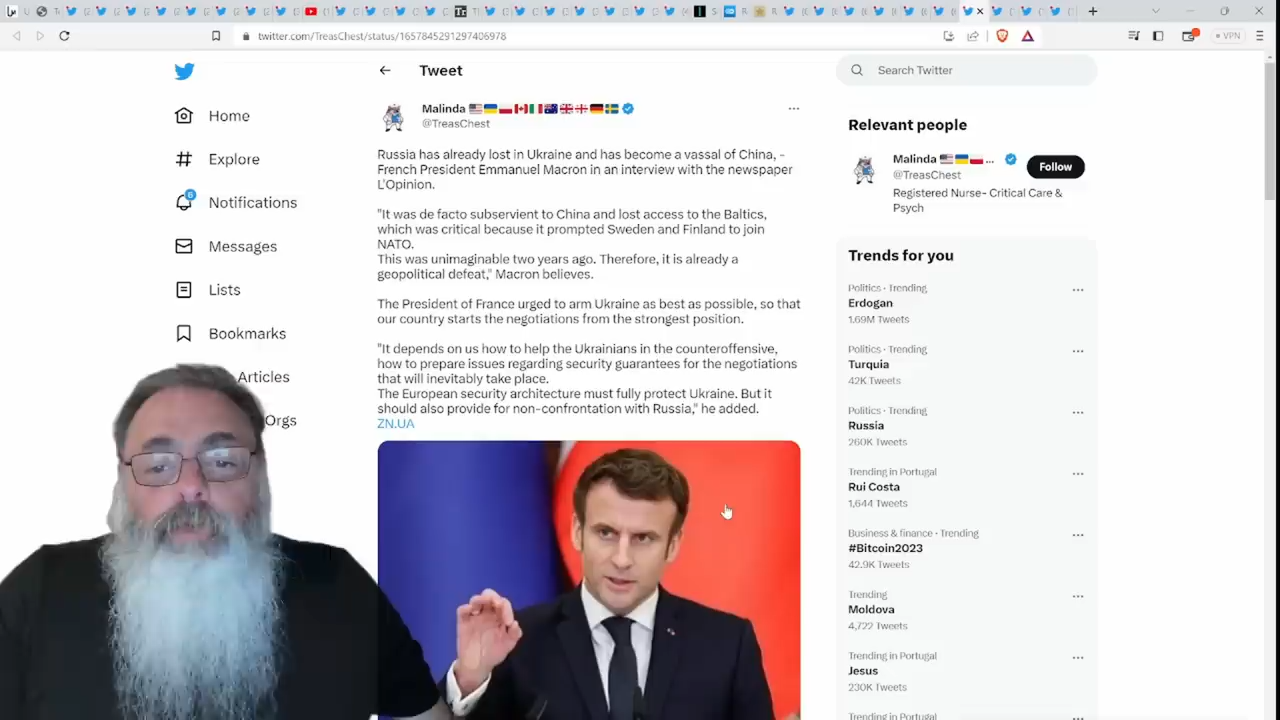 twitter.com/TreasChest/status/1657845291297406978
VPN
Home
Explore
6
Notifications
Messages
Lists
Bookmarks
Articles
Orgs
Tweet
Malinda
@TreasChest
Russia has already lost in Ukraine and has become a vassal of China, -
French President Emmanuel Macron in an interview with the newspaper
L'Opinion.
"It was de facto subservient to China and lost access to the Baltics,
which was critical because it prompted Sweden and Finland to join
NATO.
This was unimaginable two years ago. Therefore, it is already a
geopolitical defeat," Macron believes.
The President of France urged to arm Ukraine as best as possible, so that
our country starts the negotiations from the strongest position.
"It depends on us how to help the Ukrainians in the counteroffensive,
how to prepare issues regarding security guarantees for the negotiations
that will inevitably take place.
The European security architecture must fully protect Ukraine. But it
should also provide for non-confrontation with Russia," he added.
ZN.UA
Search Twitter
Relevant people
Malinda ...
@TreasChest
Follow
Registered Nurse- Critical Care &
Psych
Trends for you
Politics · Trending
Erdogan
1.69M Tweets
Politics · Trending
Turquia
42K Tweets
Politics · Trending
Russia
260K Tweets
Trending in Portugal
Rui Costa
1,644 Tweets
Business & finance · Trending
#Bitcoin2023
42.9K Tweets
Trending
Moldova
4,722 Tweets
Trending in Portugal
Jesus
230K Tweets
Trending in Portugal